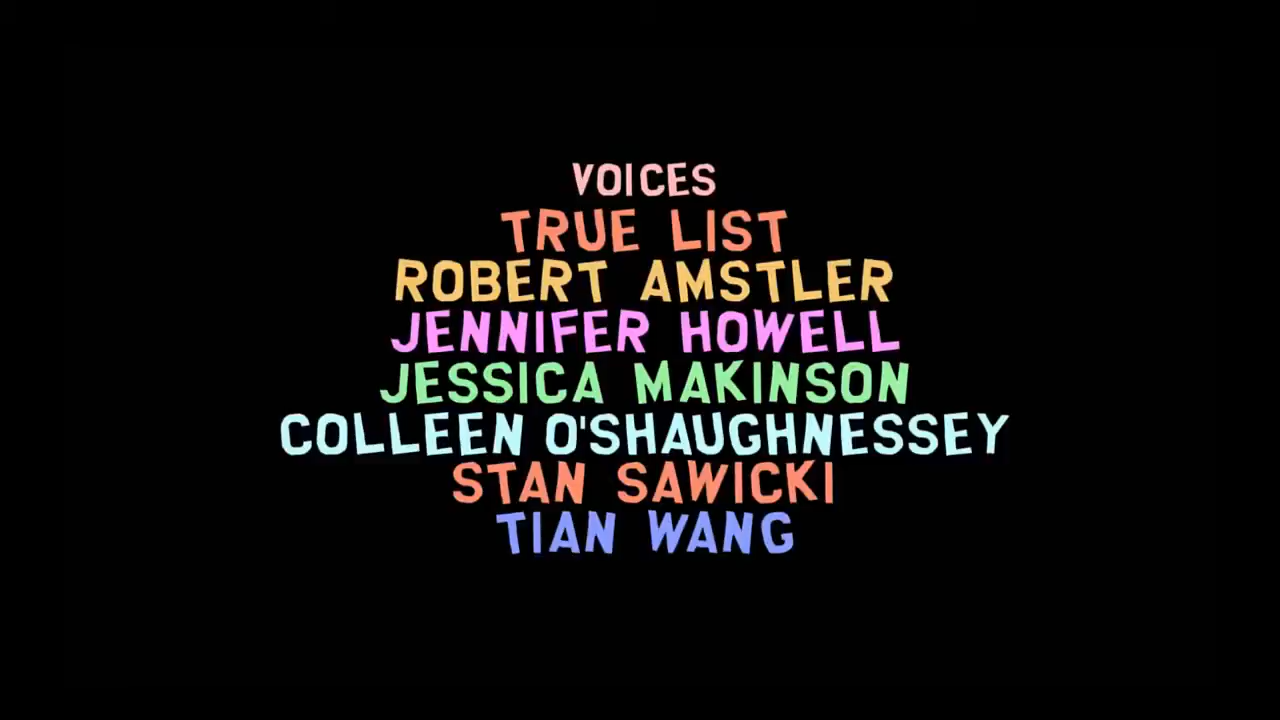 VOICES
TRUE LIST
ROBERT AMSTLER
JENNIFER HOWELL
JESSICA MAKINSON
COLLEEN O'SHAUGHNESSEY
STAN SAWICKI
TIAN WANG